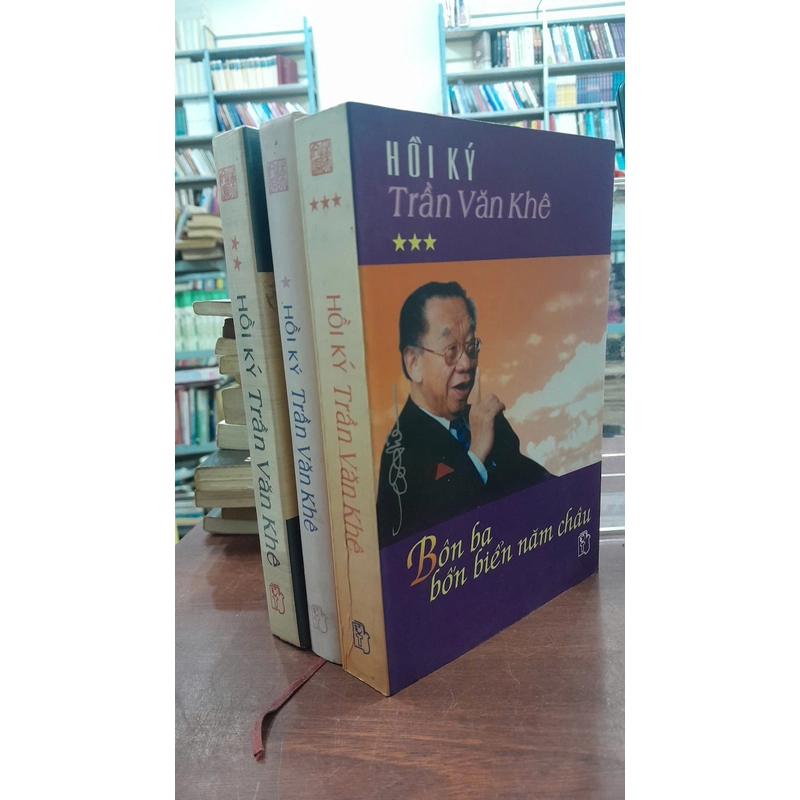 HỒI KÝ
Trần Văn Khê
★★★
Bôn ba
bốn biển năm châu
★★★ HỒI KÝ Trần Văn Khê
★ HỒI KÝ Trần Văn Khê
★★ HỒI KÝ Trần Văn Khê